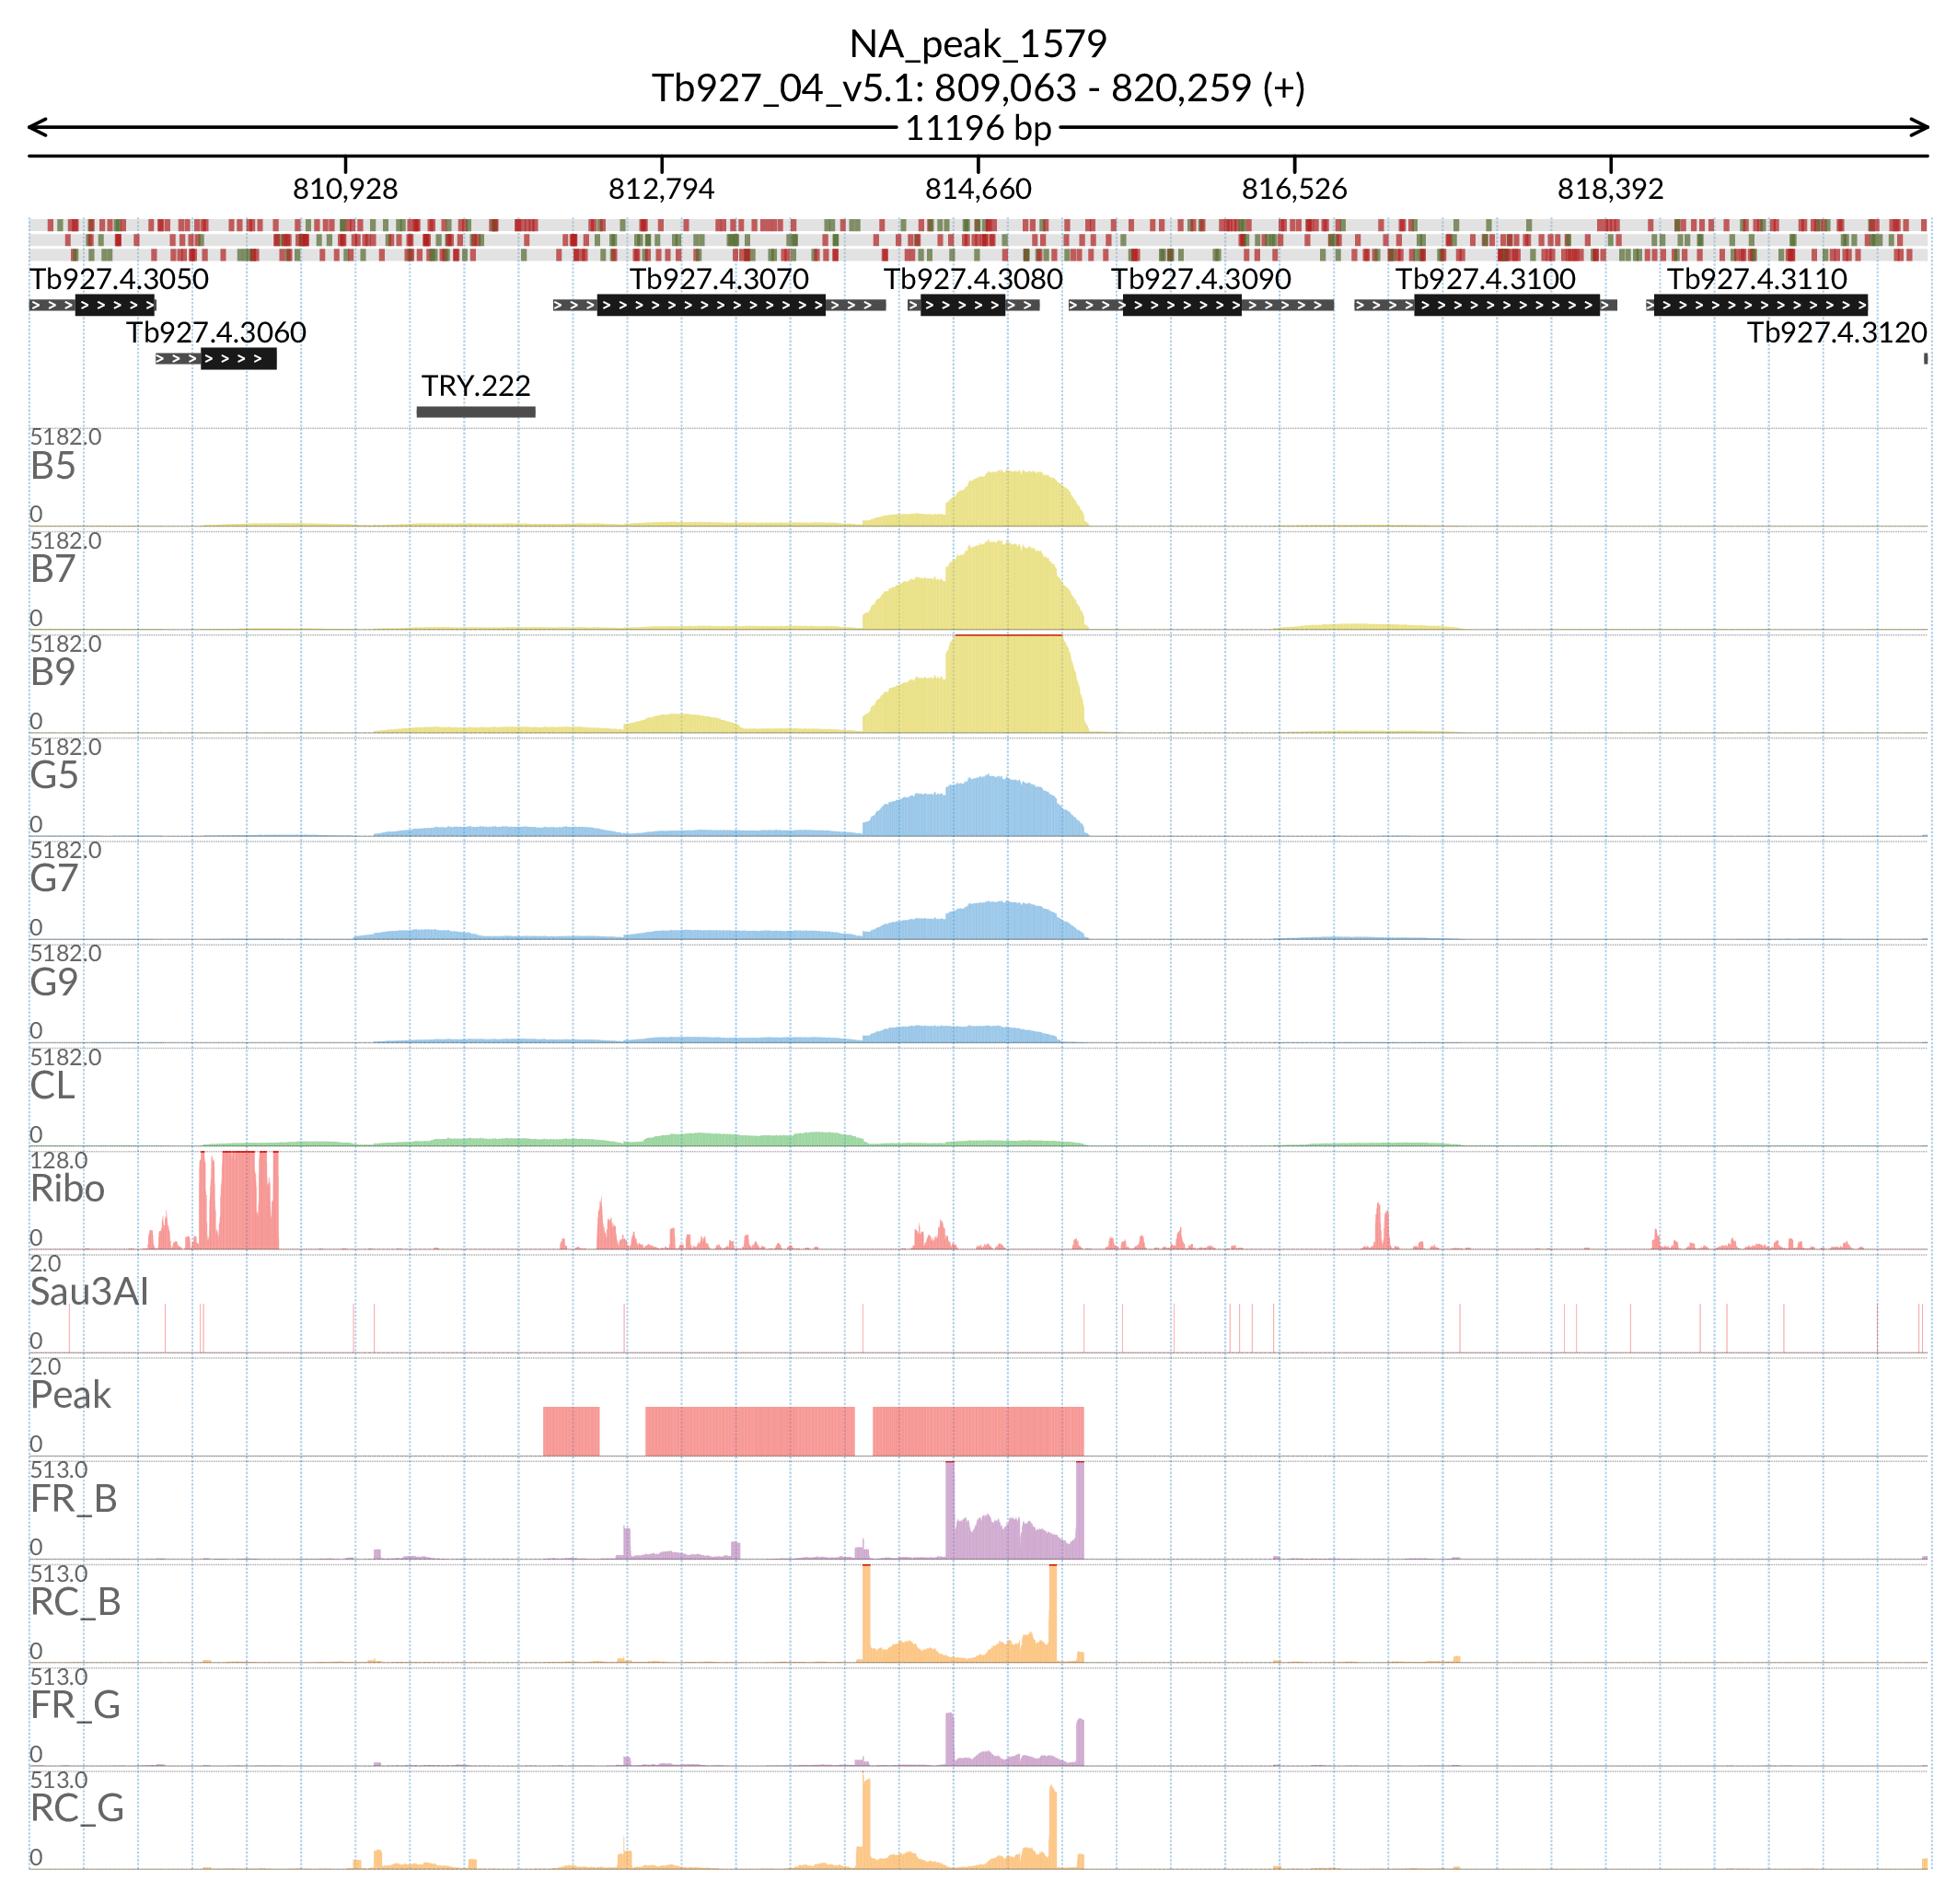 NA_peak_1579
Tb927_04_v5.1: 809,063 - 820,259 (+)
11196 bp
810,928 812,794 814,660 816,526 818,392
Tb927.4.3050 Tb927.4.3070 Tb927.4.3080 Tb927.4.3090 Tb927.4.3100 Tb927.4.3110
Tb927.4.3060 Tb927.4.3120
TRY.222
5182.0
B5
0
5182.0
B7
0
5182.0
B9
0
5182.0
G5
0
5182.0
G7
0
5182.0
G9
0
5182.0
CL
0
128.0
Ribo
0
2.0
Sau3AI
0
2.0
Peak
0
513.0
FR_B
0
513.0
RC_B
0
513.0
FR_G
0
513.0
RC_G
0